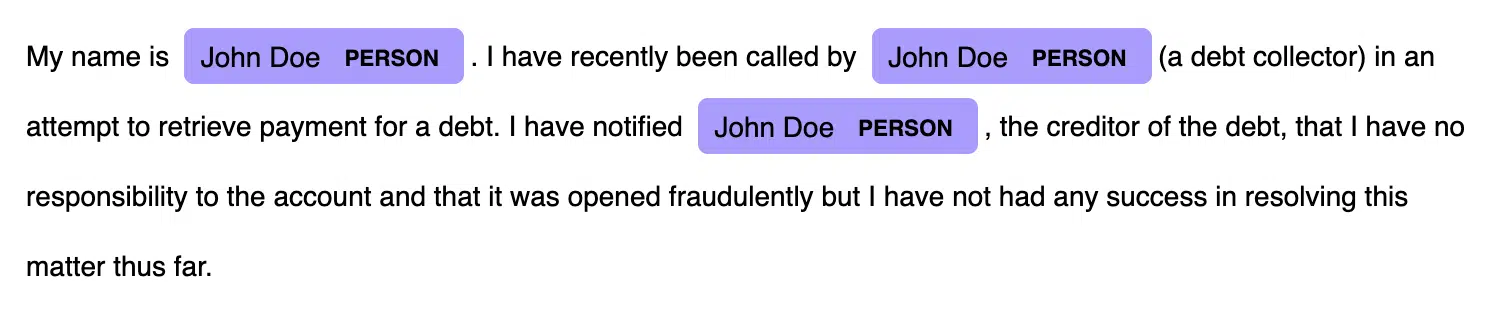 My name is John Doe PERSON . I have recently been called by John Doe PERSON (a debt collector) in an
attempt to retrieve payment for a debt. I have notified John Doe PERSON , the creditor of the debt, that I have no
responsibility to the account and that it was opened fraudulently but I have not had any success in resolving this
matter thus far.